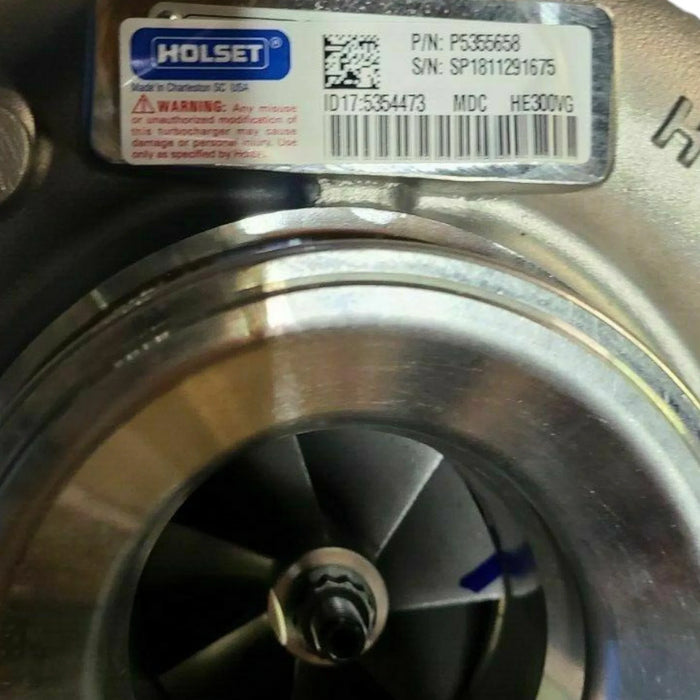 HOLSET®
Made in Charleston SC USA
WARNING: Any misuse
or unauthorized modification of
this turbocharger may cause
damage or personal injury. Use
only as specified by Holset.
P/N: P5355658
S/N: SP1811291675
ID17:5354473 MDC HE300VG
H